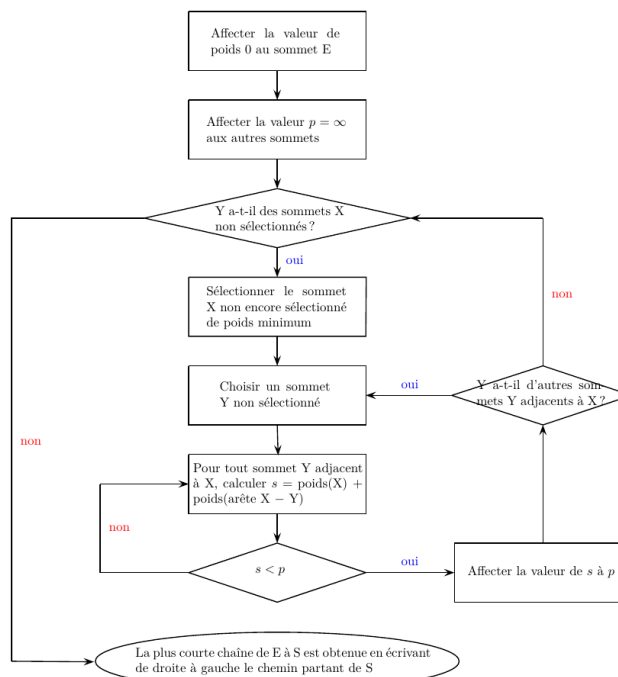 Affecter la valeur de
poids 0 au sommet E
Affecter la valeur p = ∞
aux autres sommets
Y a-t-il des sommets X
non sélectionnés ?
oui
non
Sélectionner le sommet
X non encore sélectionné
de poids minimum
Choisir un sommet
Y non sélectionné
oui
Y a-t-il d'autres som-
mets Y adjacents à X ?
non
Pour tout sommet Y adjacent
à X, calculer s = poids(X) +
poids(arête X − Y)
non
s < p
oui
Affecter la valeur de s à p
La plus courte chaîne de E à S est obtenue en écrivant
de droite à gauche le chemin partant de S